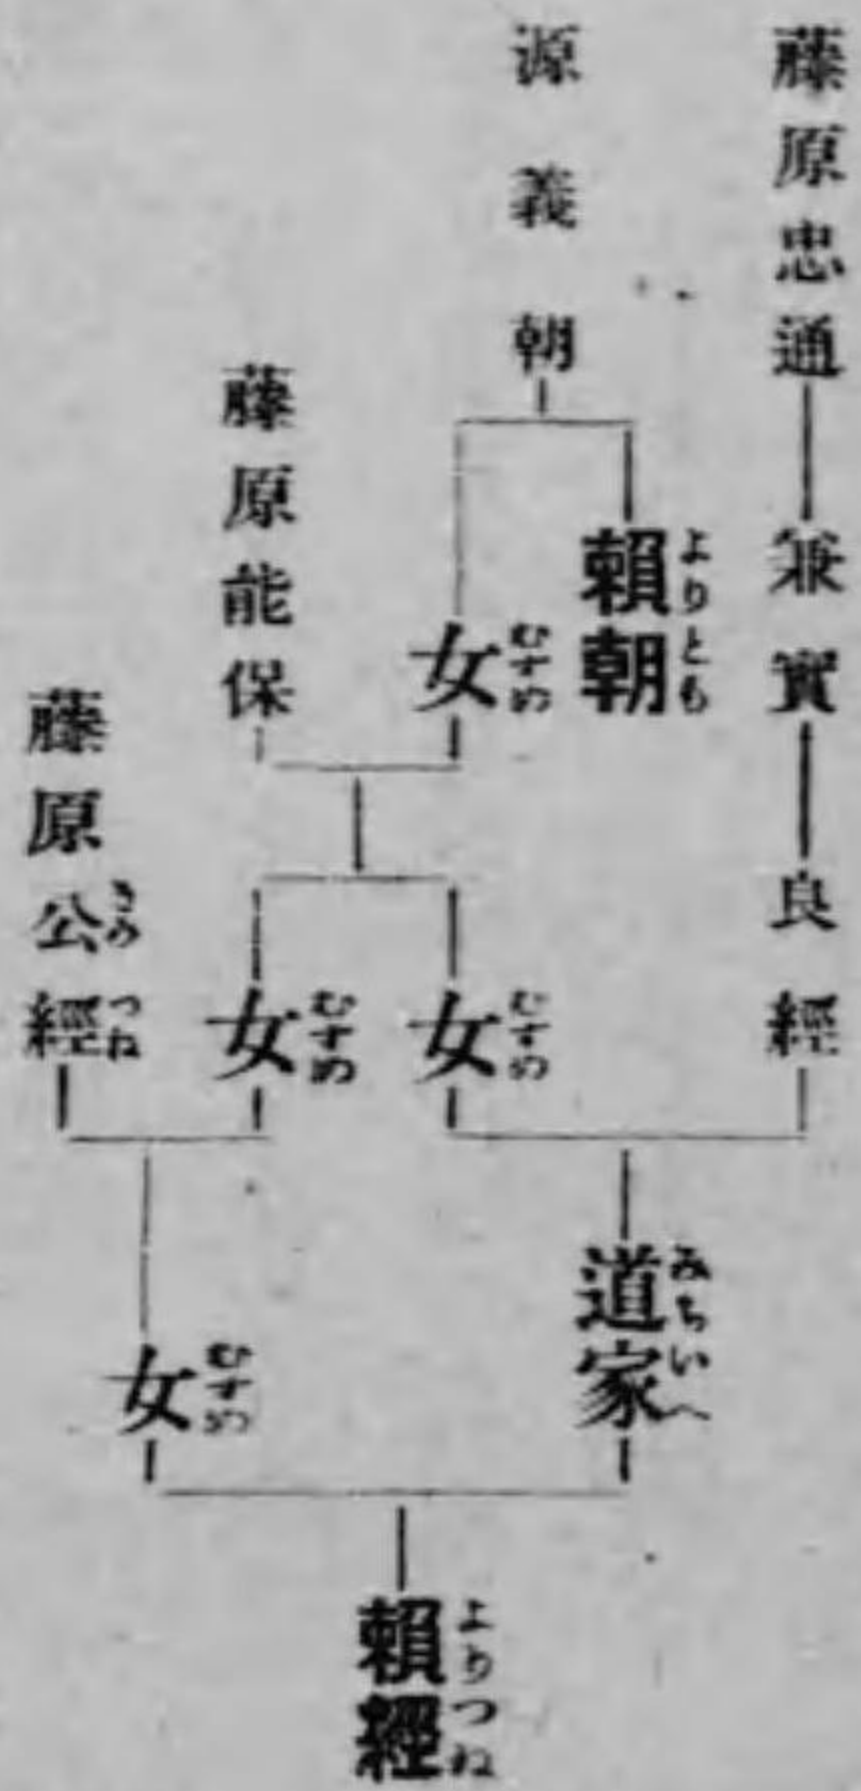 藤原忠通
兼實
良經
源義朝
賴朝
よりとも
女
むすめ
藤原能保
女
むすめ
女
むすめ
藤原公經
きみつね
道家
みちいへ
女
むすめ
賴經
よりつね